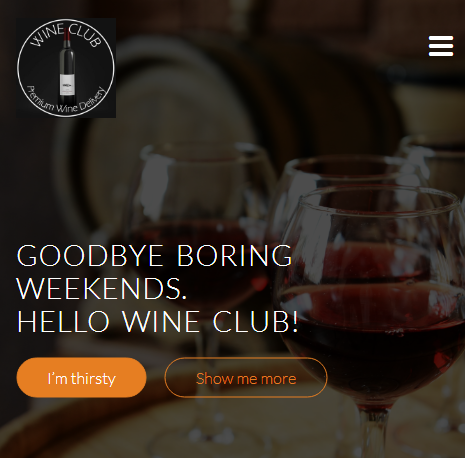 WINE CLUB
Premium Wine Delivery
GOODBYE BORING
WEEKENDS.
HELLO WINE CLUB!
I'm thirsty
Show me more